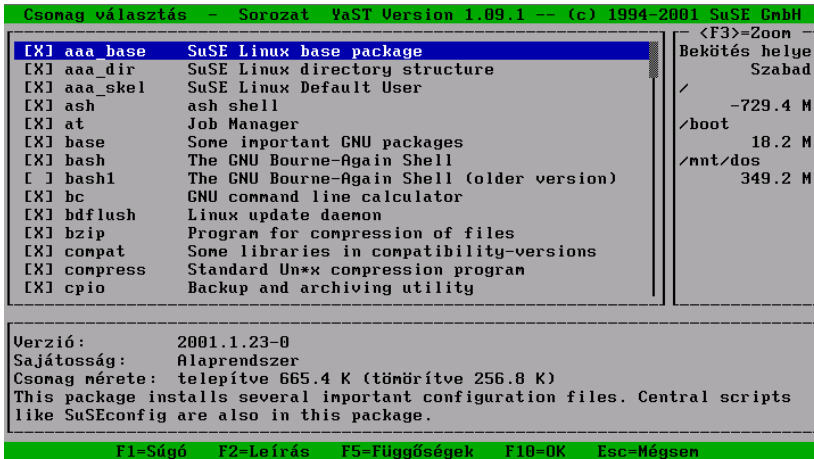 Csomag választás - Sorozat YaST Version 1.09.1 -- (c) 1994-2001 SuSE GmbH
<F3>=Zoom
[X] aaa_base SuSE Linux base package
[X] aaa_dir SuSE Linux directory structure
[X] aaa_skel SuSE Linux Default User
[X] ash ash shell
[X] at Job Manager
[X] base Some important GNU packages
[X] bash The GNU Bourne-Again Shell
[ ] bash1 The GNU Bourne-Again Shell (older version)
[X] bc GNU command line calculator
[X] bdflush Linux update daemon
[X] bzip Program for compression of files
[X] compat Some libraries in compatibility-versions
[X] compress Standard Un*x compression program
[X] cpio Backup and archiving utility
Bekötés helye
Szabad
/
-729.4 M
/boot
18.2 M
/mnt/dos
349.2 M
Verzió: 2001.1.23-0
Sajátosság: Alaprendszer
Csomag mérete: telepítve 665.4 K (tömörítve 256.8 K)
This package installs several important configuration files. Central scripts
like SuSEconfig are also in this package.
F1=Súgó F2=Leírás F5=Függőségek F10=OK Esc=Mégsem